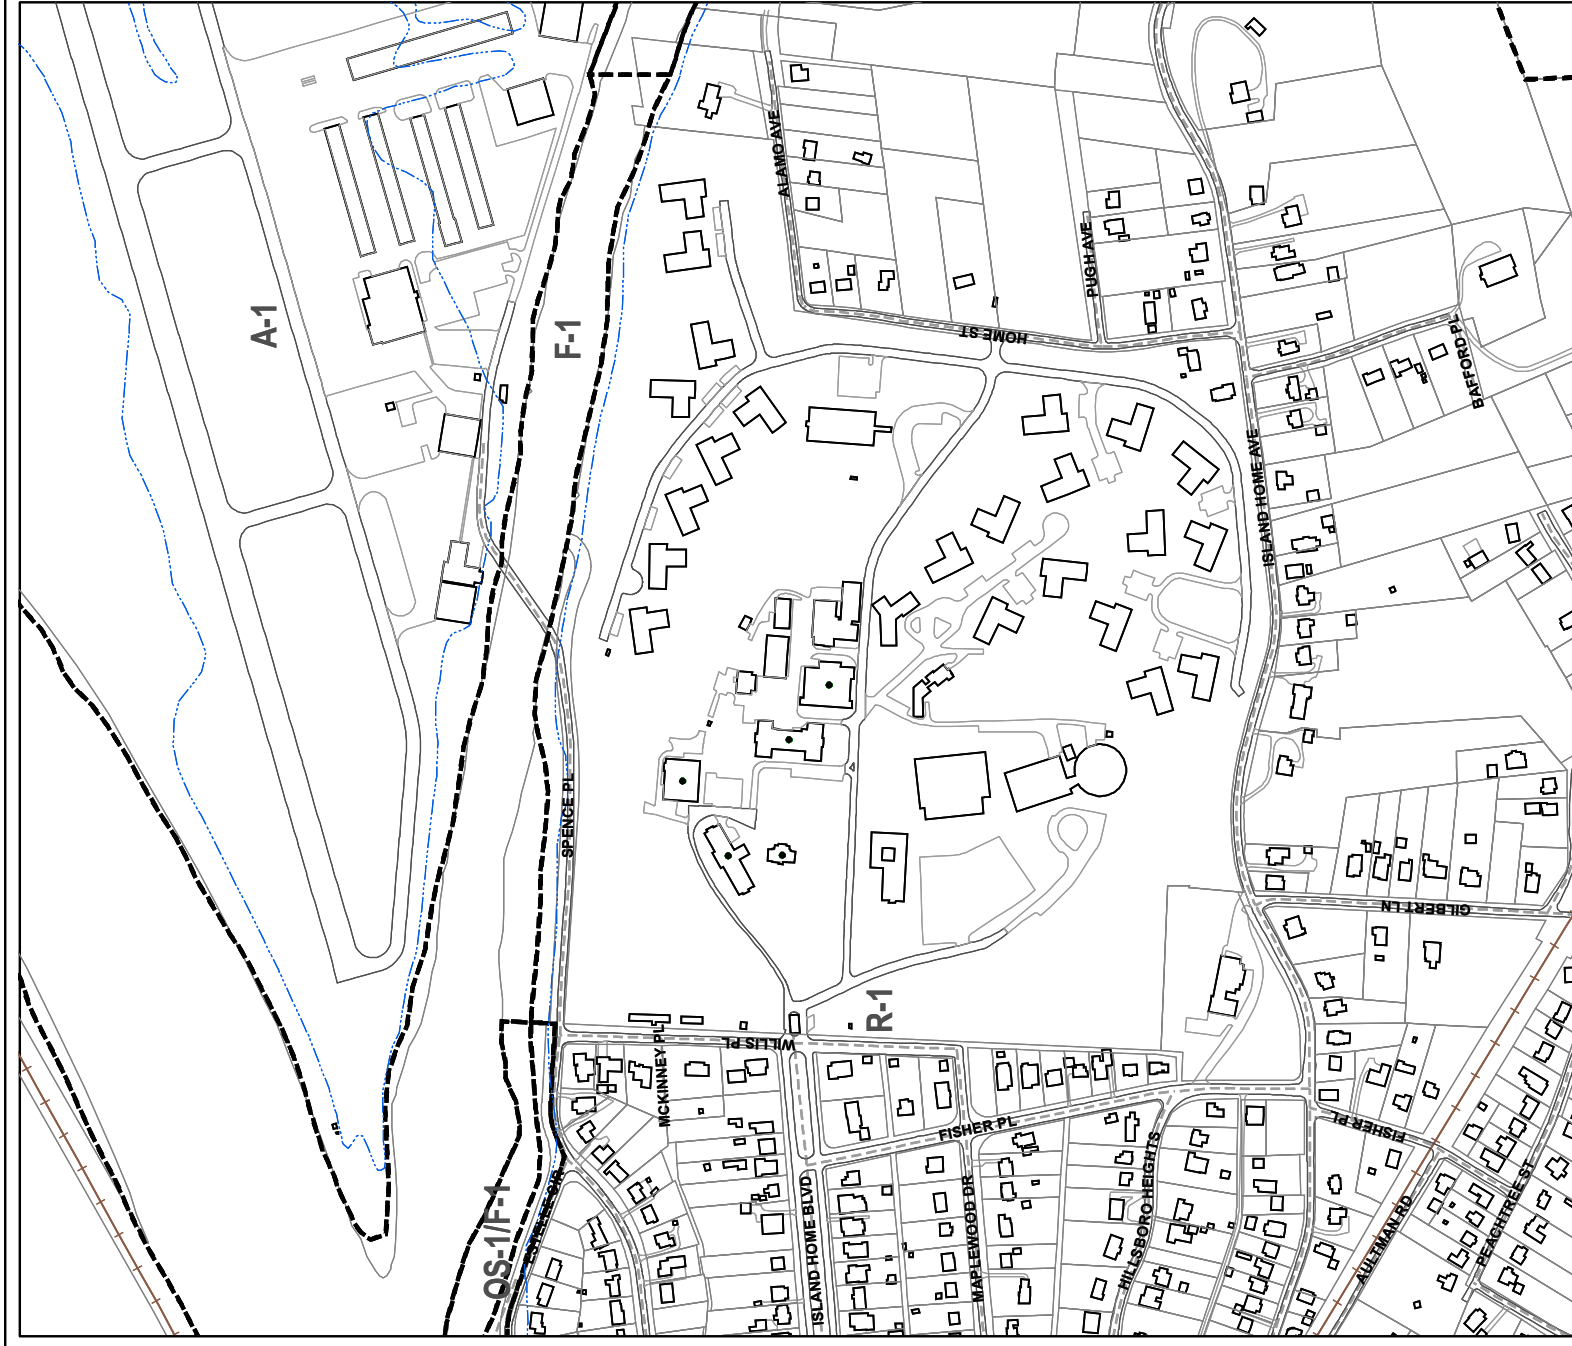 ALAMO AVE
A-1
F-1
PUGH AVE
HOME ST
BAFFORD PL
ISLAND HOME AVE
SPENCE PL
GILBERT LN
R-1
WILLIS PL
MCKINNEY PL
FISHER PL
FISHER PL
HILLSBORO HEIGHTS
OS-1/F-1
ESTELLE CIR
ISLAND HOME BLVD
MAPLEWOOD DR
AULTMAN RD
PEACHTREE ST